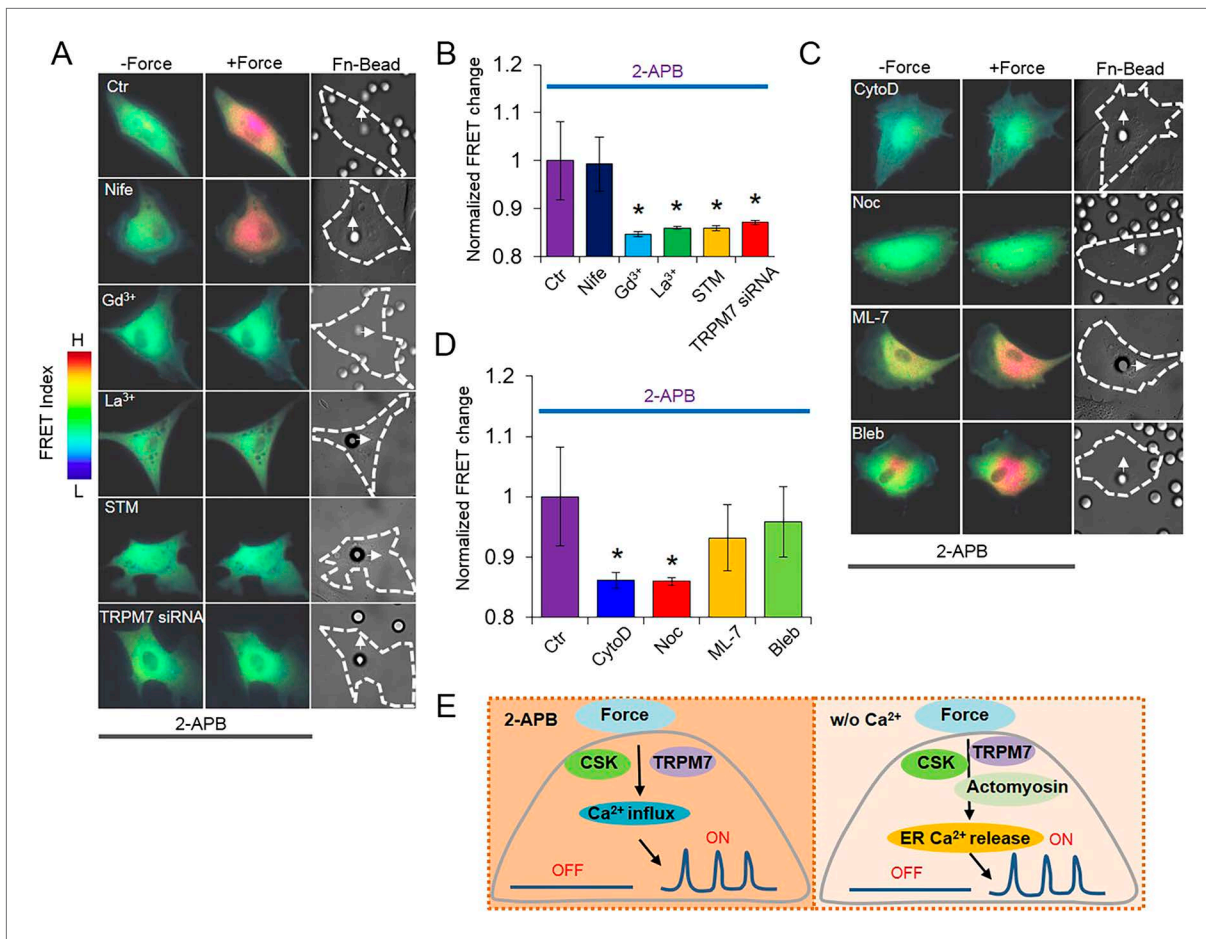 A
-Force +Force Fn-Bead
Ctr
Nife
Gd³⁺
La³⁺
STM
TRPM7 siRNA
2-APB
H
FRET Index
L
B
2-APB
Normalized FRET change
1.2
1.1
1
0.9
0.8
Ctr
Nife
Gd³⁺
La³⁺
STM
TRPM7 siRNA
C
-Force +Force Fn-Bead
CytoD
Noc
ML-7
Bleb
2-APB
D
2-APB
Normalized FRET change
1.2
1.1
1
0.9
0.8
* * * *
* *
Ctr
CytoD
Noc
ML-7
Bleb
E
2-APB
Force
CSK
TRPM7
Ca²⁺ influx
ON
OFF
w/o Ca²⁺
Force
CSK
TRPM7
Actomyosin
ER Ca²⁺ release
ON
OFF